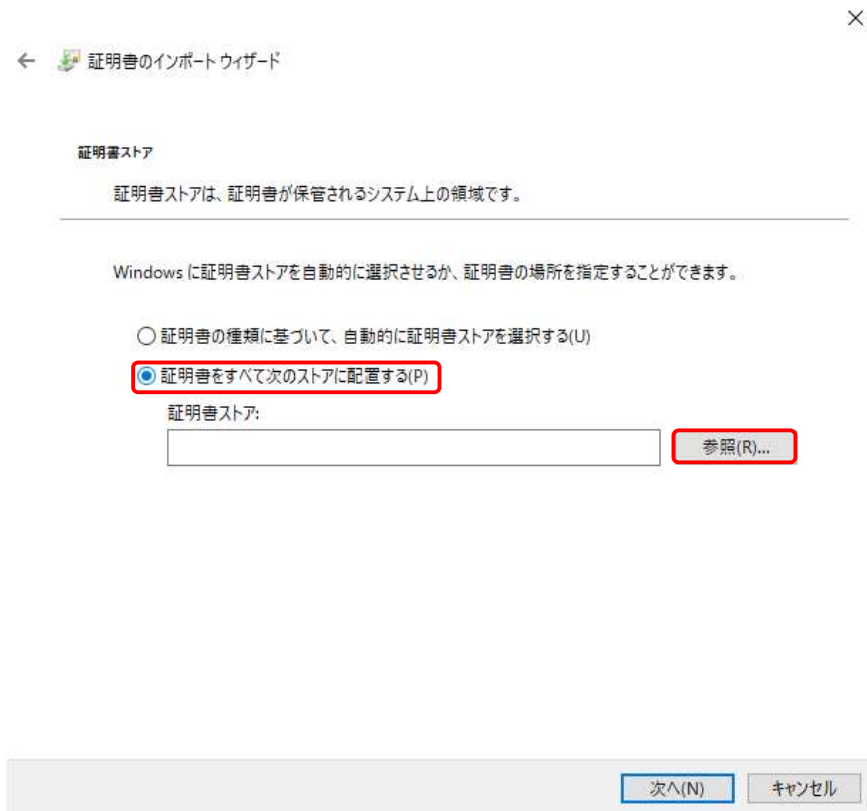 証明書のインポート ウィザード
証明書ストア
証明書ストアは、証明書が保管されるシステム上の領域です。
Windows に証明書ストアを自動的に選択させるか、証明書の場所を指定することができます。
証明書の種類に基づいて、自動的に証明書ストアを選択する(U)
証明書をすべて次のストアに配置する(P)
証明書ストア:
参照(R)...
次へ(N)
キャンセル